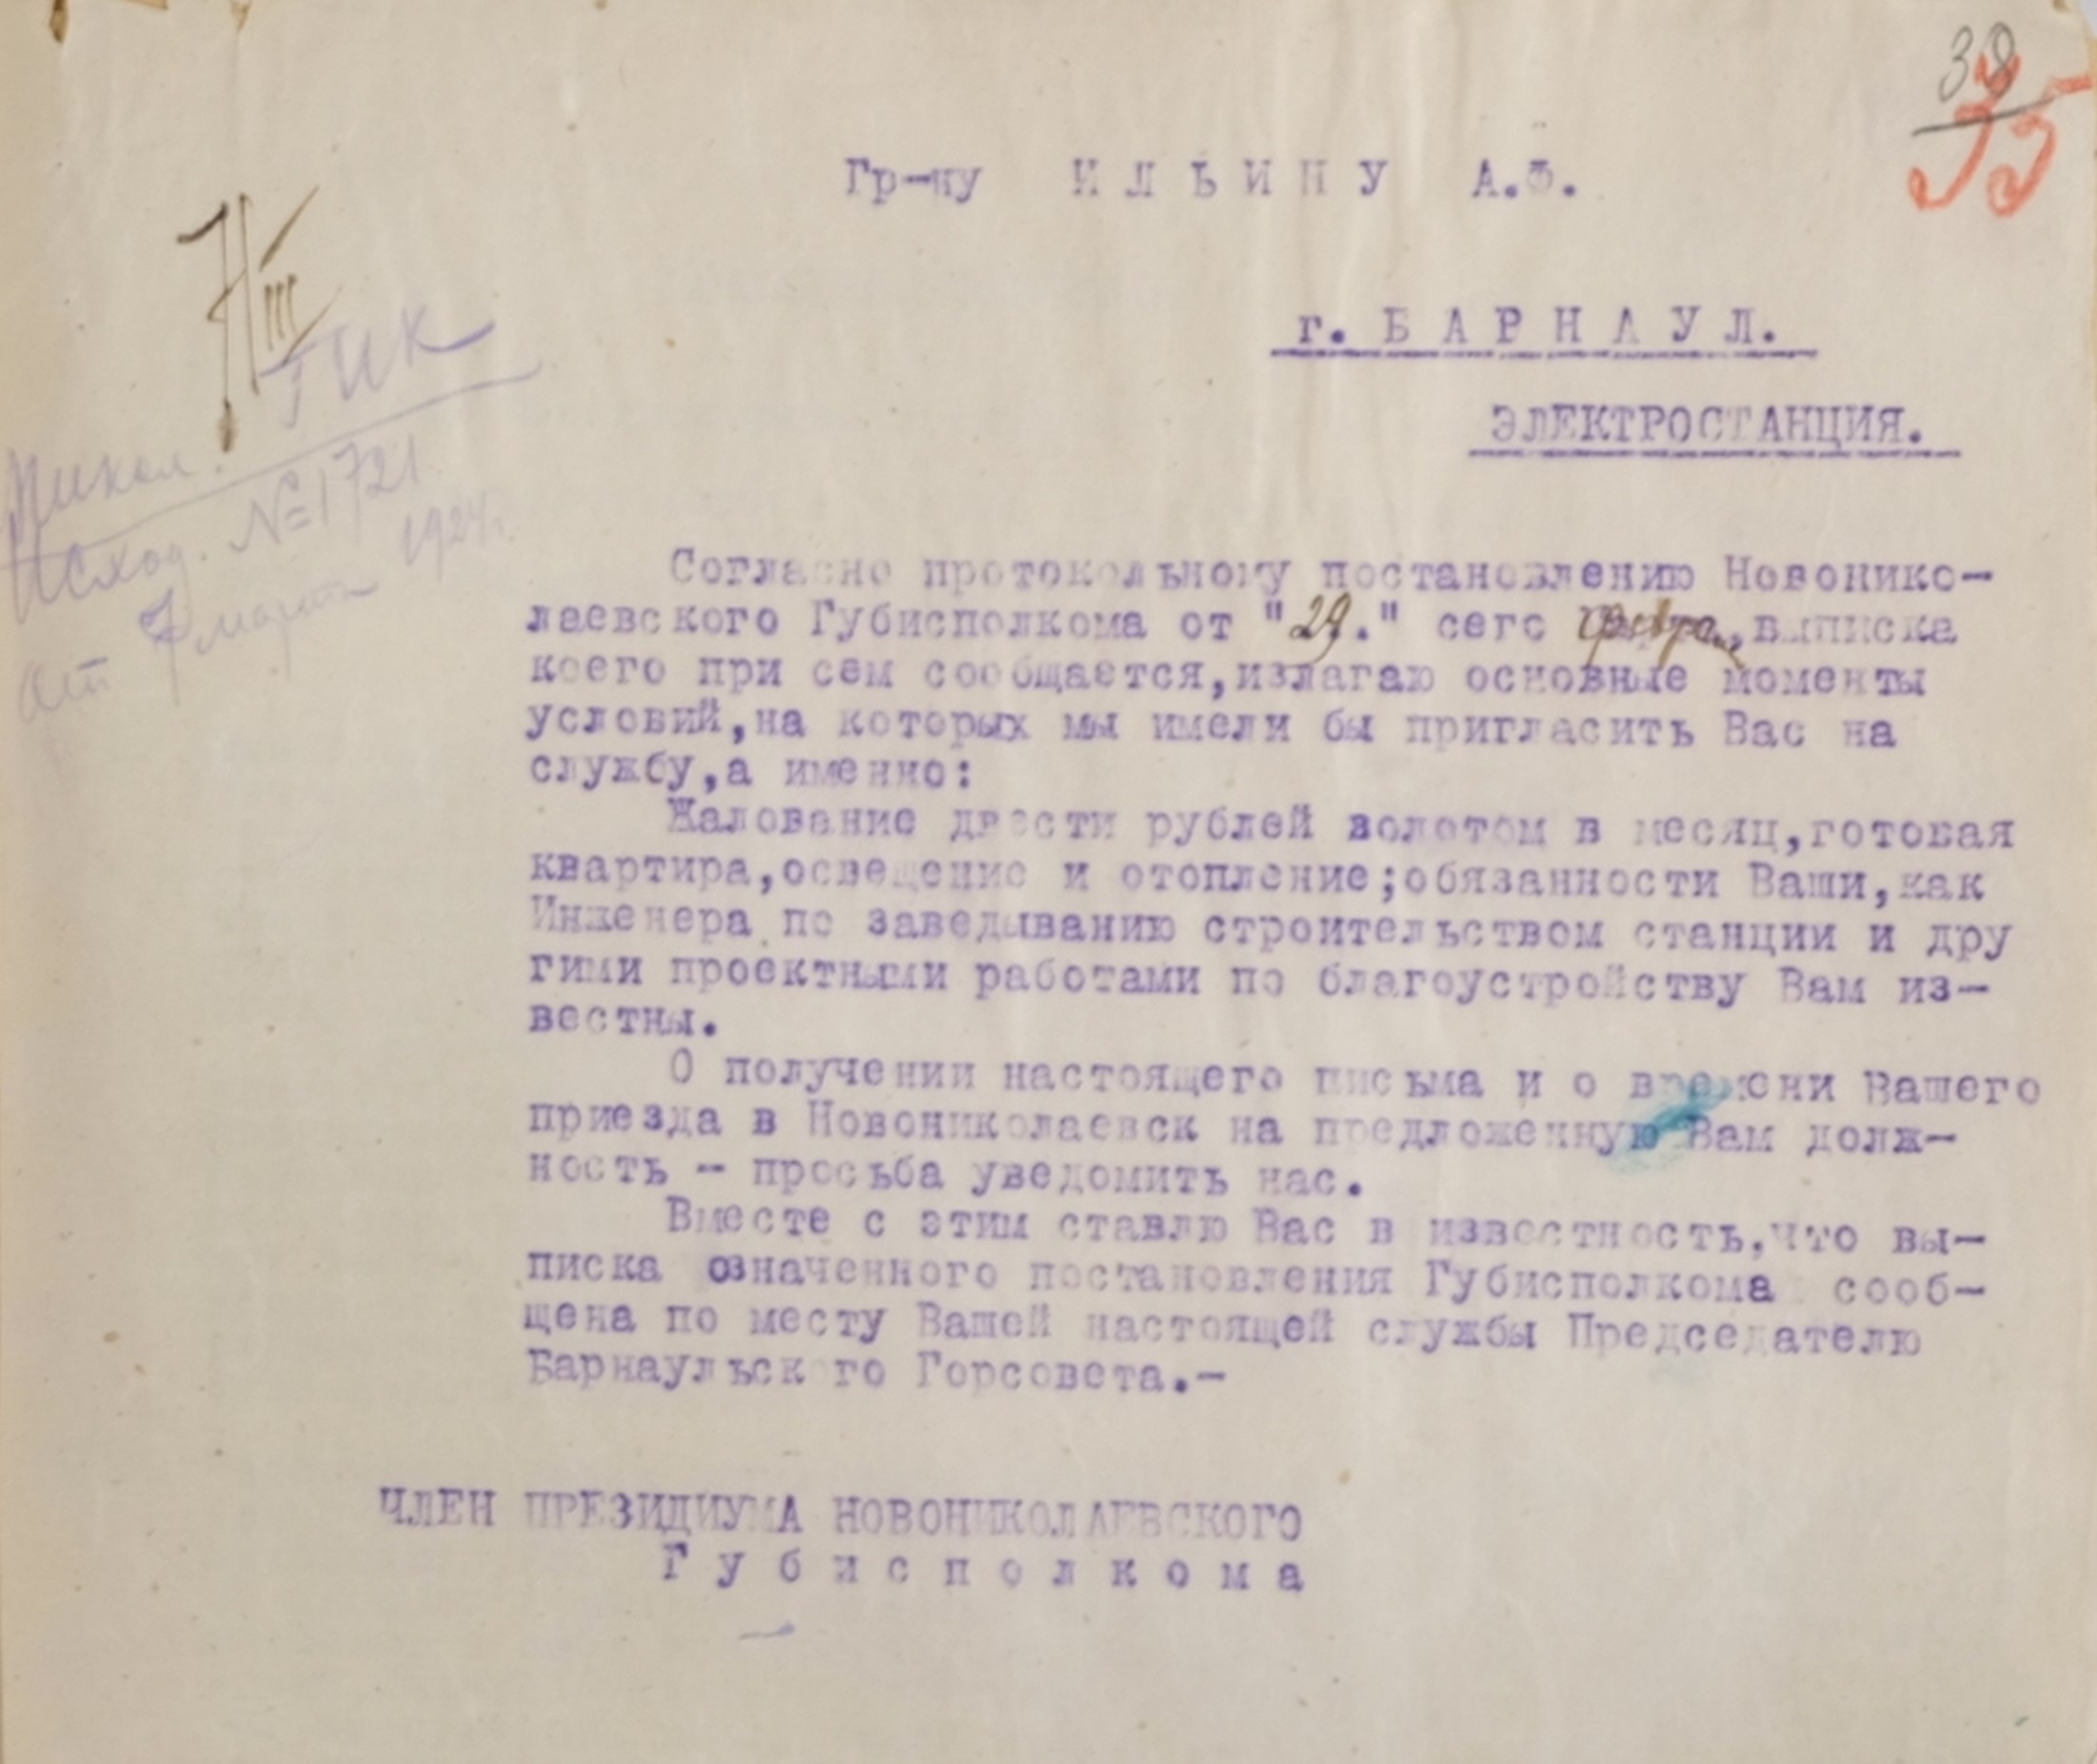 38
35
Гр-ну ИЛЬИНУ А.Ф.
г. БАРНАУЛ.
ЭЛЕКТРОСТАНЦИЯ.
ГИК
Никол.
Исход. №1721
от 7 марта 1924 г.
Согласно протокольному постановлению Новонико-
лаевского Губисполкома от "29." сего февра,выписка
коего при сем сообщается,излагаю основные моменты
условий,на которых мы имели бы пригласить Вас на
службу,а именно:
Жалование двести рублей золотом в месяц,готовая
квартира,освещение и отопление;обязанности Ваши,как
Инженера по заведыванию строительством станции и дру
гими проектными работами по благоустройству Вам из-
вестны.
О получении настоящего письма и о времени Вашего
приезда в Новониколаевск на предложенную Вам долж-
ность - просьба уведомить нас.
Вместе с этим ставлю Вас в известность,что вы-
писка означенного постановления Губисполкома сооб-
щена по месту Вашей настоящей службы Председателю
Барнаульского Горсовета.-
ЧЛЕН ПРЕЗИДИУМА НОВОНИКОЛАЕВСКОГО
Губисполкома